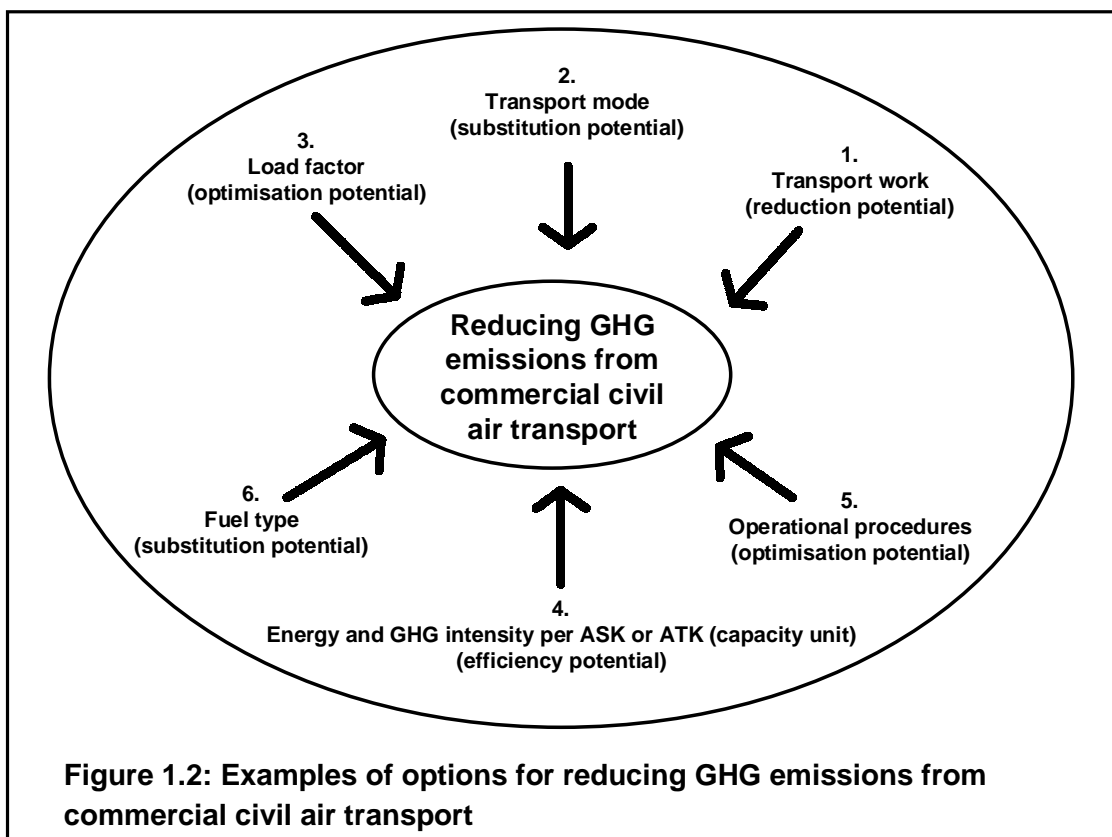 2.
Transport mode
(substitution potential)
3.
Load factor
(optimisation potential)
1.
Transport work
(reduction potential)
Reducing GHG
emissions from
commercial civil
air transport
6.
Fuel type
(substitution potential)
5.
Operational procedures
(optimisation potential)
4.
Energy and GHG intensity per ASK or ATK (capacity unit)
(efficiency potential)
Figure 1.2: Examples of options for reducing GHG emissions from
commercial civil air transport